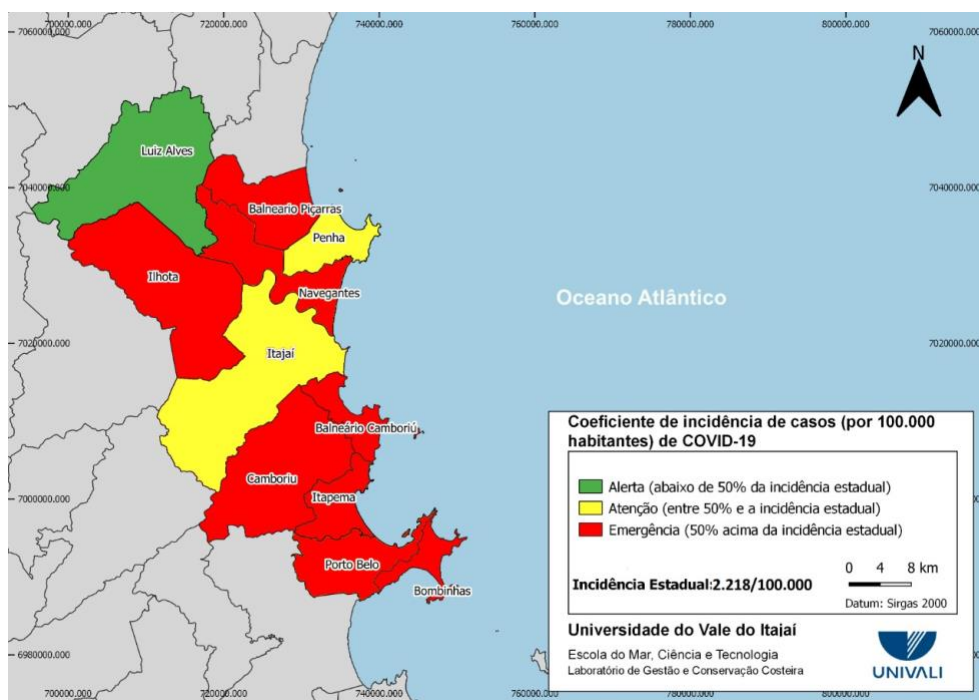 700000.000 720000.000 740000.000 760000.000 780000.000 800000.000
7060000.000 7060000.000
N
Luiz Alves
7040000.000 7040000.000
Balneario Piçarras
Penha
Ilhota
Navegantes
Oceano Atlântico
7020000.000 7020000.000
Itajaí
Balneário Camboriú
Camboriu
7000000.000
Itapema
Porto Belo
Bombinhas
6980000.000
Coeficiente de incidência de casos (por 100.000
habitantes) de COVID-19
Alerta (abaixo de 50% da incidência estadual)
Atenção (entre 50% e a incidência estadual)
Emergência (50% acima da incidência estadual)
Incidência Estadual:2.218/100.000
0 4 8 km
Datum: Sirgas 2000
Universidade do Vale do Itajaí
Escola do Mar, Ciência e Tecnologia
Laboratório de Gestão e Conservação Costeira
UNIVALI
700000.000 720000.000 740000.000 760000.000 780000.000 800000.000